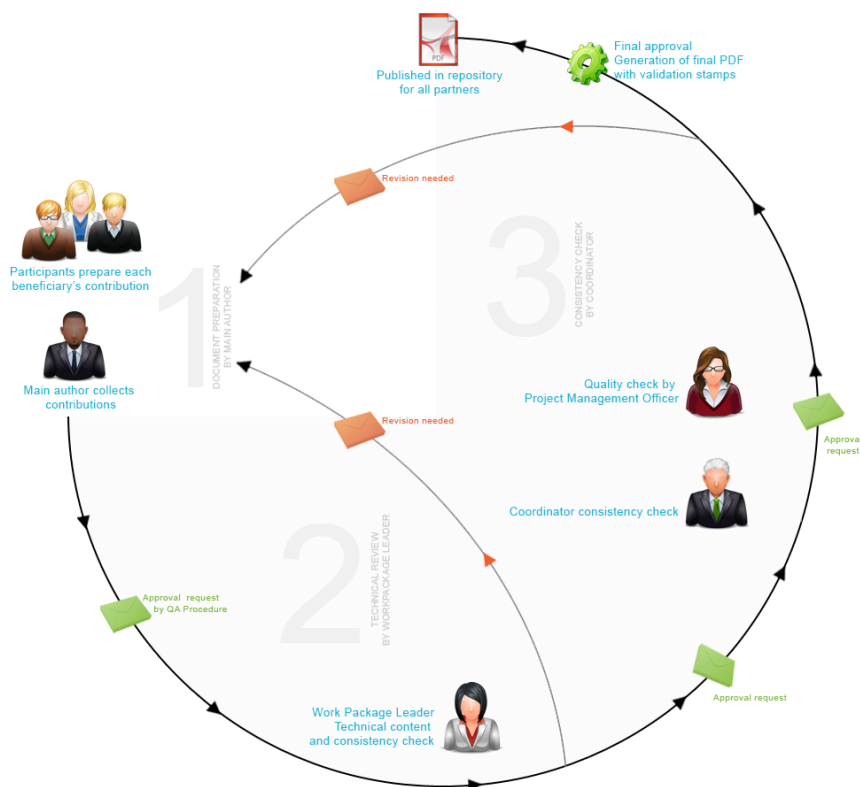 PDF
Published in repository
for all partners
Final approval
Generation of final PDF
with validation stamps
Revision needed
Participants prepare each
beneficiary's contribution
1
DOCUMENT PREPARATION
BY MAIN AUTHOR
3
CONSISTENCY CHECK
BY COORDINATOR
Main author collects
contributions
Quality check by
Project Management Officer
Revision needed
Approval
request
Coordinator consistency check
2
TECHNICAL REVIEW
BY WORKPACKAGE LEADER
Approval request
by QA Procedure
Approval request
Work Package Leader
Technical content
and consistency check